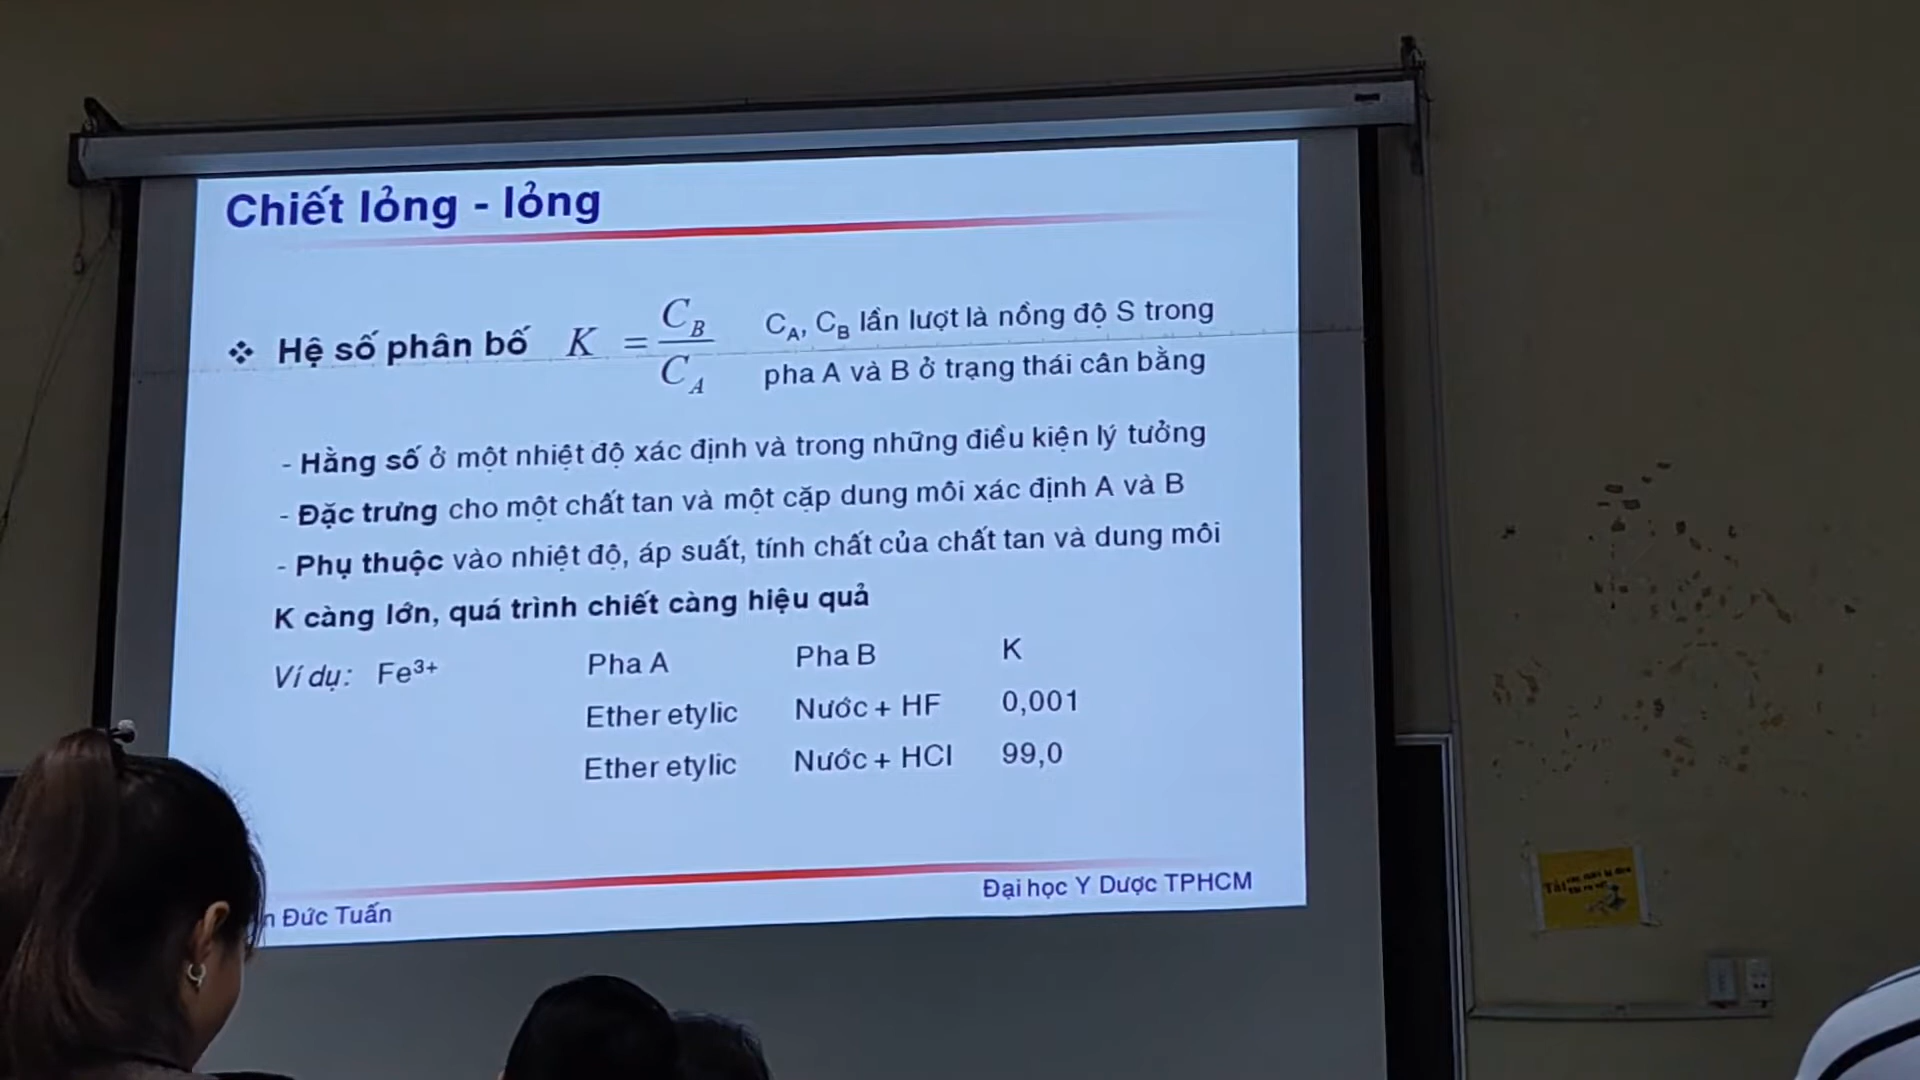 Chiết lỏng - lỏng
❖ Hệ số phân bố K = C_B / C_A
C_A, C_B lần lượt là nồng độ S trong
pha A và B ở trạng thái cân bằng
- Hằng số ở một nhiệt độ xác định và trong những điều kiện lý tưởng
- Đặc trưng cho một chất tan và một cặp dung môi xác định A và B
- Phụ thuộc vào nhiệt độ, áp suất, tính chất của chất tan và dung môi
K càng lớn, quá trình chiết càng hiệu quả
Ví dụ: Fe³⁺ Pha A Pha B K
Ether etylic Nước + HF 0,001
Ether etylic Nước + HCl 99,0
Đức Tuấn
Đại học Y Dược TPHCM